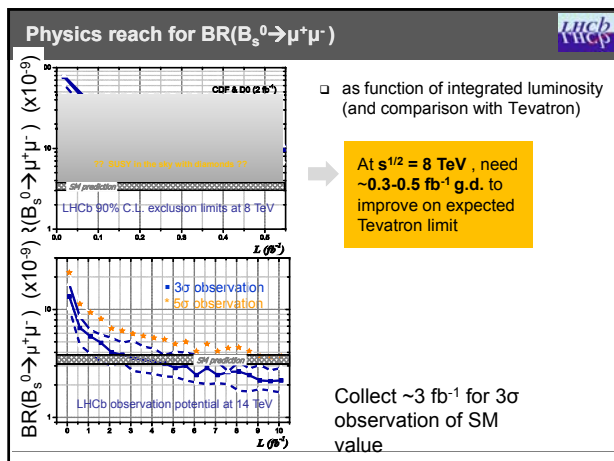 Physics reach for BR(Bs0→µ+µ-)
LHCb
BR(Bs0→µ+µ-) (x10-9)
100
10
1
CDF & D0 (2 fb-1)
SM prediction
LHCb 90% C.L. exclusion limits at 8 TeV
0.0 0.1 0.2 0.3 0.4 0.5
L (fb-1)
❑ as function of integrated luminosity
(and comparison with Tevatron)
At s1/2 = 8 TeV , need
~0.3-0.5 fb-1 g.d. to
improve on expected
Tevatron limit
BR(Bs0→µ+µ-) (x10-9)
10
1
3σ observation
5σ observation
SM prediction
LHCb observation potential at 14 TeV
0 1 2 3 4 5 6 7 8 9 10
L (fb-1)
Collect ~3 fb-1 for 3σ
observation of SM
value